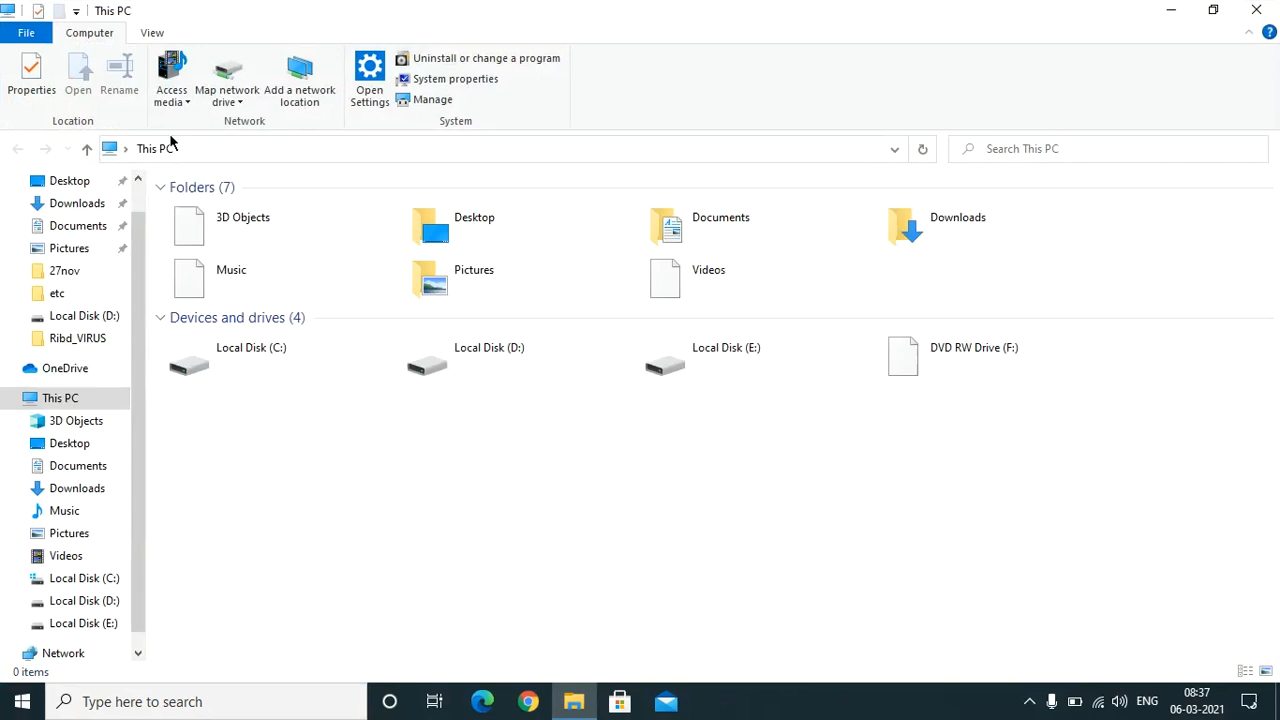 This PC
File Computer View
Properties Open Rename Access media Map network drive Add a network location Open Settings Uninstall or change a program
System properties
Manage
Location Network System
This PC Search This PC
Desktop
Downloads
Documents
Pictures
27nov
etc
Local Disk (D:)
Ribd_VIRUS
OneDrive
This PC
3D Objects
Desktop
Documents
Downloads
Music
Pictures
Videos
Local Disk (C:)
Local Disk (D:)
Local Disk (E:)
Network
Folders (7)
3D Objects Desktop Documents Downloads
Music Pictures Videos
Devices and drives (4)
Local Disk (C:) Local Disk (D:) Local Disk (E:) DVD RW Drive (F:)
0 items
Type here to search ENG 08:37
06-03-2021